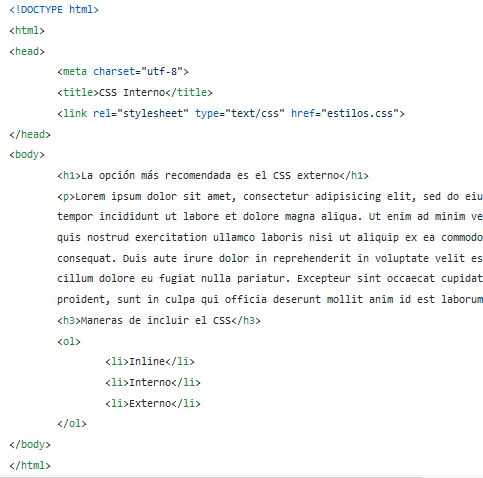 <!DOCTYPE html>
<html>
<head>
<meta charset="utf-8">
<title>CSS Interno</title>
<link rel="stylesheet" type="text/css" href="estilos.css">
</head>
<body>
<h1>La opción más recomendada es el CSS externo</h1>
<p>Lorem ipsum dolor sit amet, consectetur adipisicing elit, sed do eiu
tempor incididunt ut labore et dolore magna aliqua. Ut enim ad minim ve
quis nostrud exercitation ullamco laboris nisi ut aliquip ex ea commodo
consequat. Duis aute irure dolor in reprehenderit in voluptate velit es
cillum dolore eu fugiat nulla pariatur. Excepteur sint occaecat cupidat
proident, sunt in culpa qui officia deserunt mollit anim id est laborum
<h3>Maneras de incluir el CSS</h3>
<ol>
<li>Inline</li>
<li>Interno</li>
<li>Externo</li>
</ol>
</body>
</html>